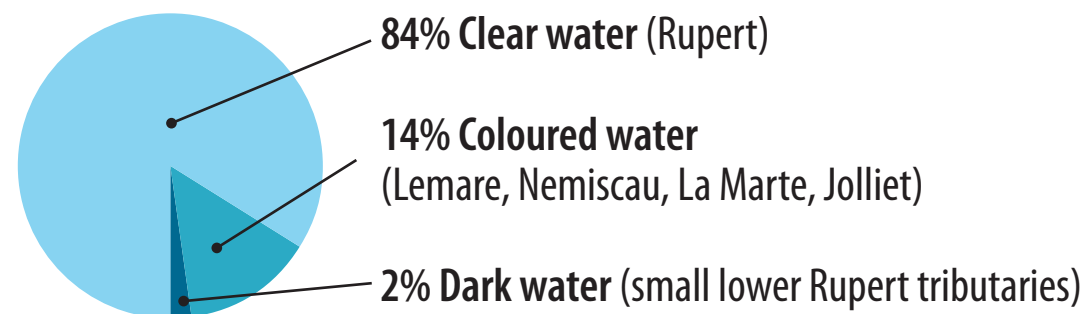 84% Clear water (Rupert)
14% Coloured water
(Lemare, Nemiscau, La Marte, Jolliet)
2% Dark water (small lower Rupert tributaries)